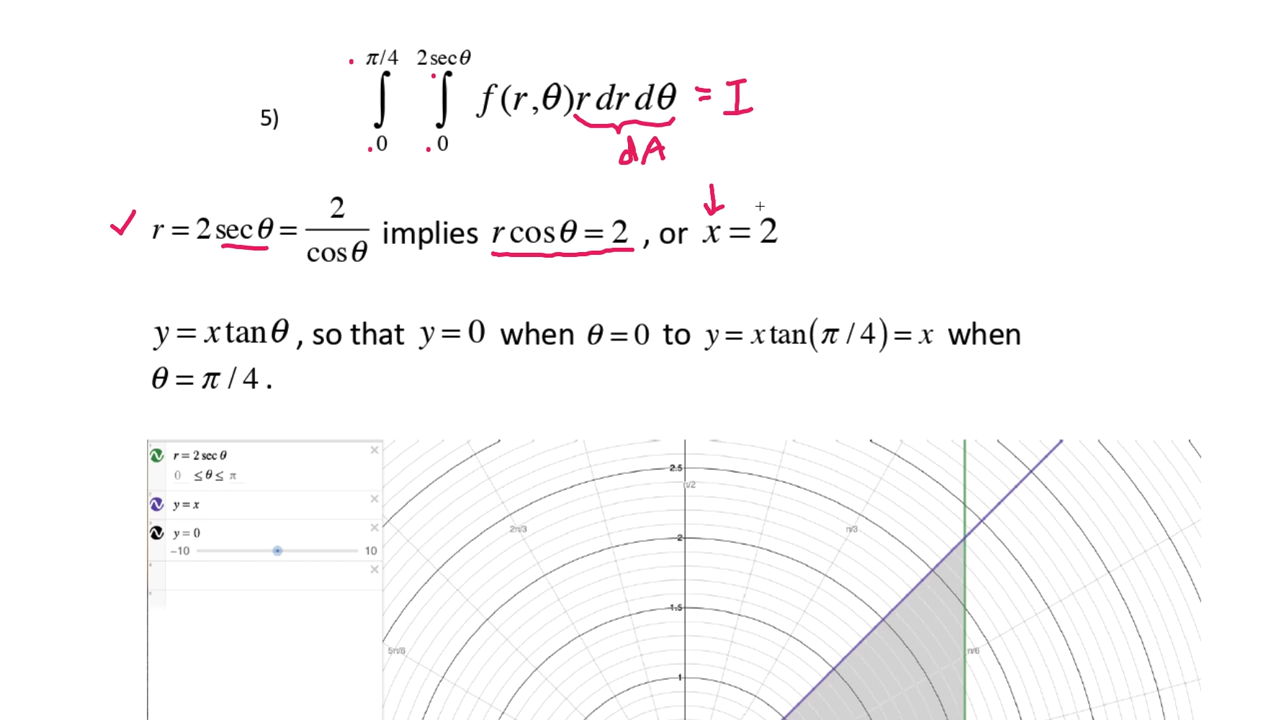 π/4 2secθ
5) ∫ ∫ f(r,θ)r dr dθ = I
0 0
dA
r = 2secθ = 2/cosθ implies r cosθ = 2 , or x = 2
y = x tanθ , so that y = 0 when θ = 0 to y = x tan(π / 4) = x when
θ = π / 4 .
r = 2 sec θ
0 ≤ θ ≤ π
y = x
y = 0
-10 10
2.5
π/2
2π/3
π/3
2
1.5
5π/6
π/6
1